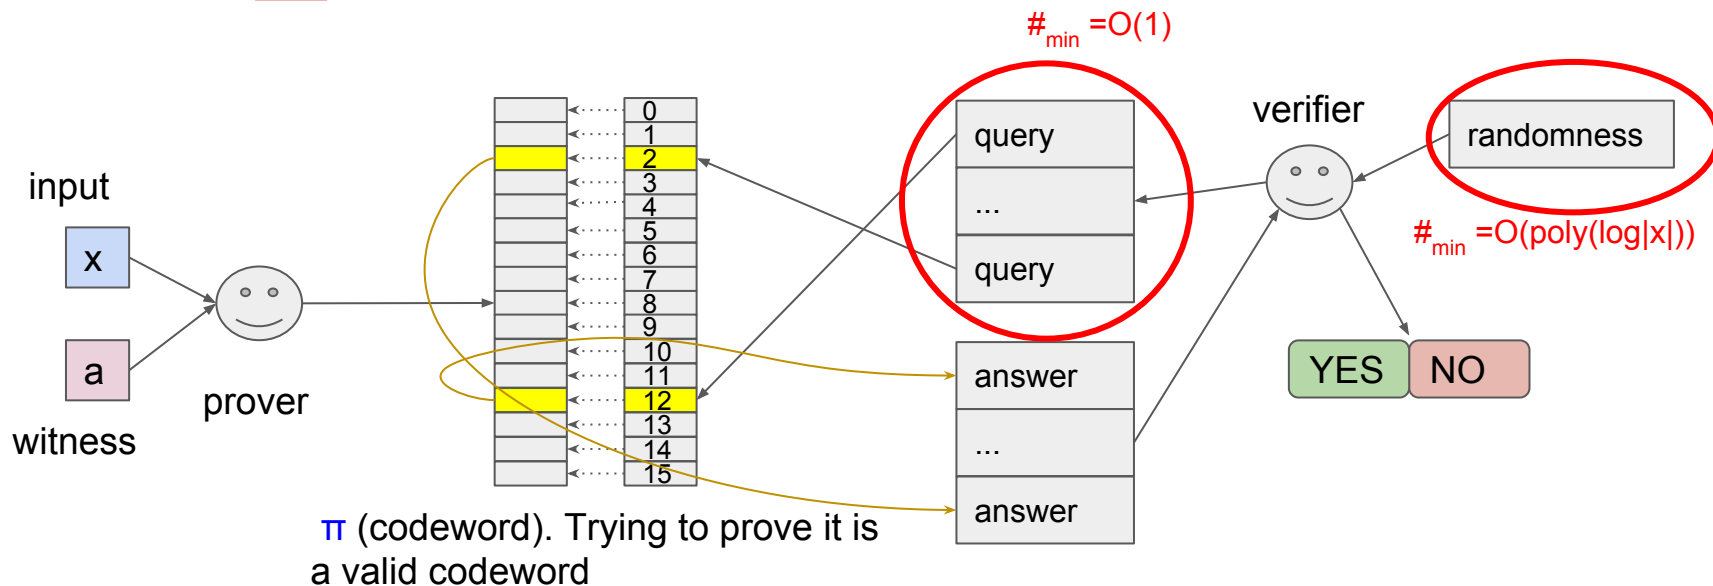 #min =O(1)
verifier
randomness
#min =O(poly(log|x|))
input
x
a
witness
prover
0
1
2
3
4
5
6
7
8
9
10
11
12
13
14
15
query
...
query
answer
...
answer
YES
NO
π (codeword). Trying to prove it is
a valid codeword